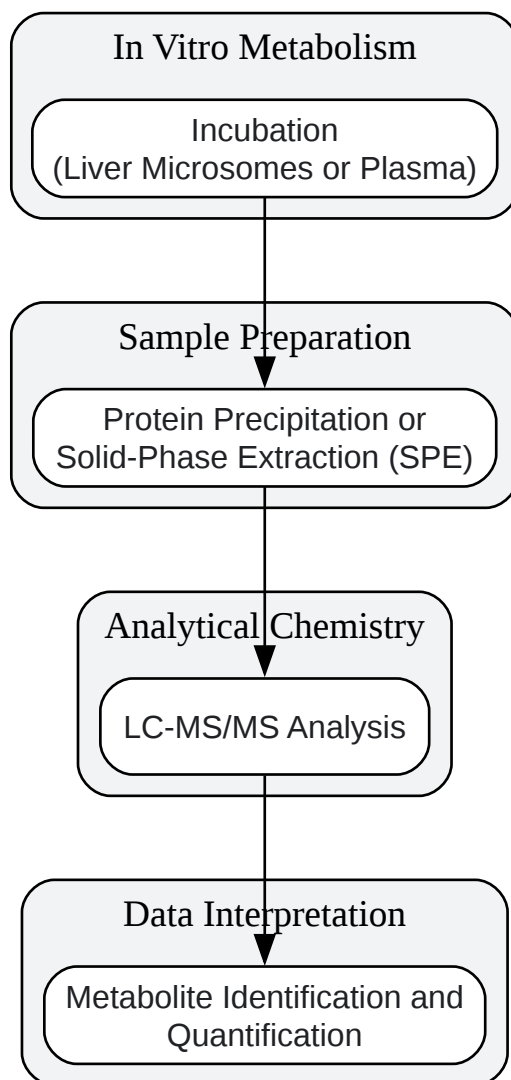 In Vitro Metabolism
Incubation
(Liver Microsomes or Plasma)
Sample Preparation
Protein Precipitation or
Solid-Phase Extraction (SPE)
Analytical Chemistry
LC-MS/MS Analysis
Data Interpretation
Metabolite Identification and
Quantification